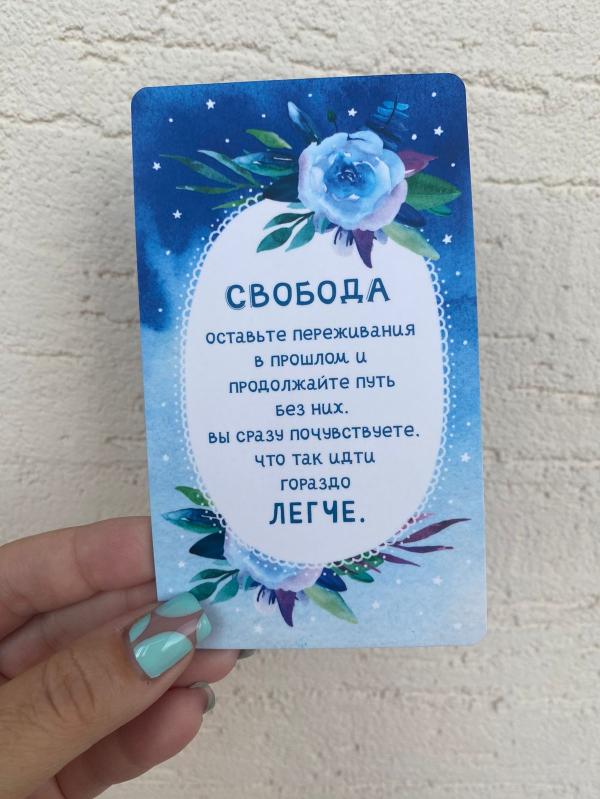 СВОБОДА
оставьте переживания
в прошлом и
продолжайте путь
без них.
вы сразу почувствуете,
что так идти
гораздо
ЛЕГЧЕ.